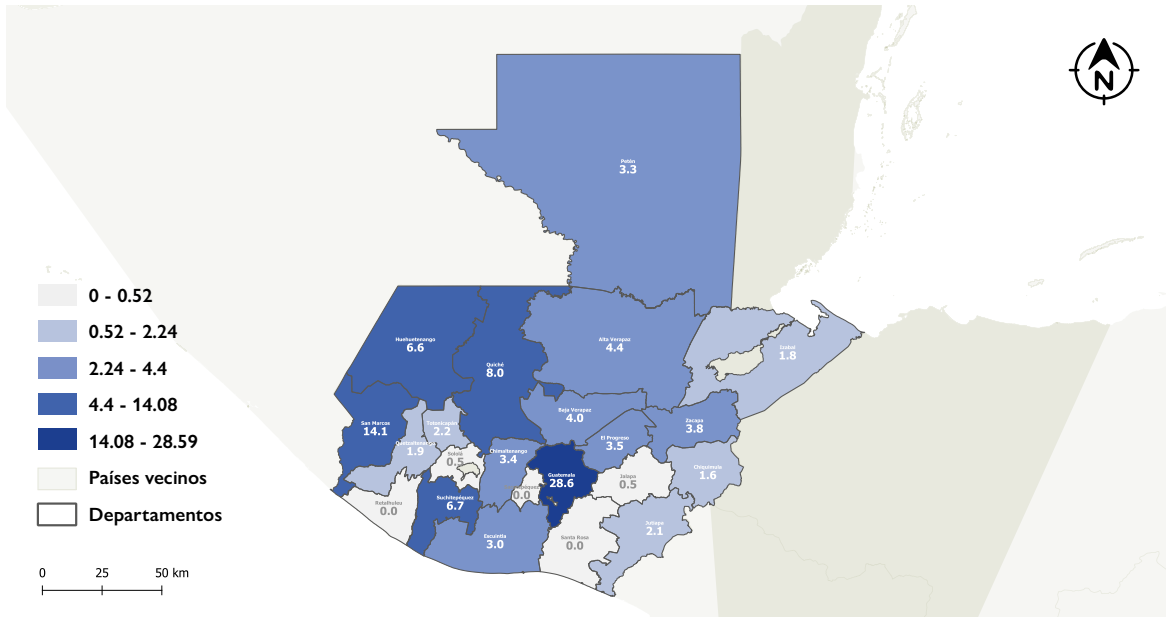 N
Petén
3.3
0 - 0.52
0.52 - 2.24
2.24 - 4.4
4.4 - 14.08
14.08 - 28.59
Países vecinos
Departamentos
0 25 50 km
Huehuetenango
6.6
Quiché
8.0
Alta Verapaz
4.4
Izabal
1.8
San Marcos
14.1
Totonicapán
2.2
Quetzaltenango
1.9
Sololá
0.5
Chimaltenango
3.4
Baja Verapaz
4.0
El Progreso
3.5
Zacapa
3.8
Chiquimula
1.6
Guatemala
28.6
Jalapa
0.5
0.0
Retalhuleu
0.0
Suchitepéquez
6.7
Escuintla
3.0
Santa Rosa
0.0
Jutiapa
2.1